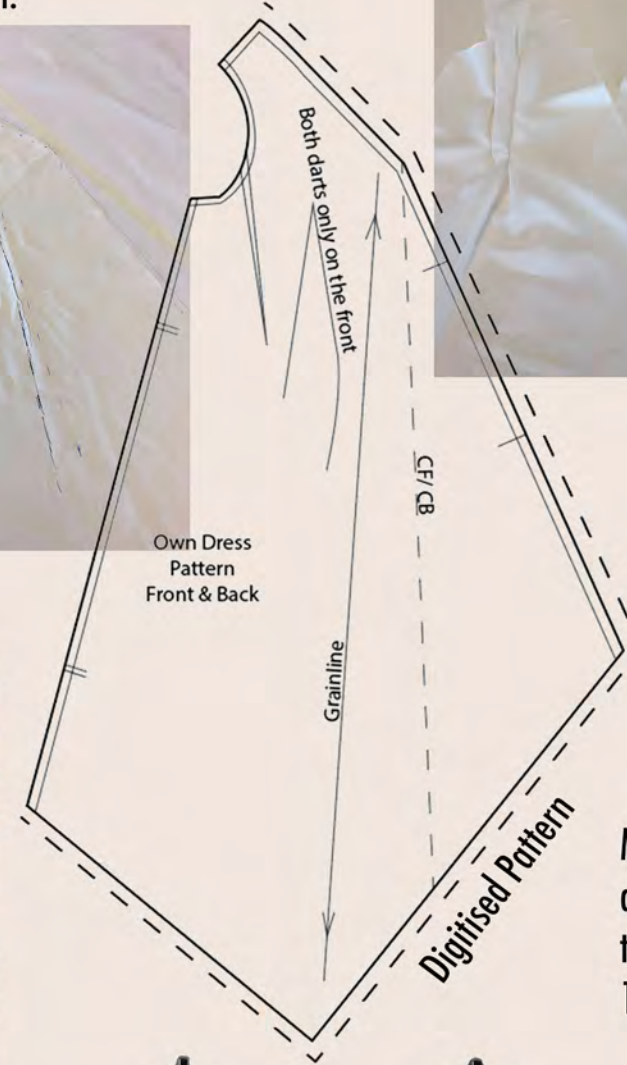 Both darts only on the front
CF/ CB
Own Dress
Pattern
Front & Back
Grainline
Digitised Pattern